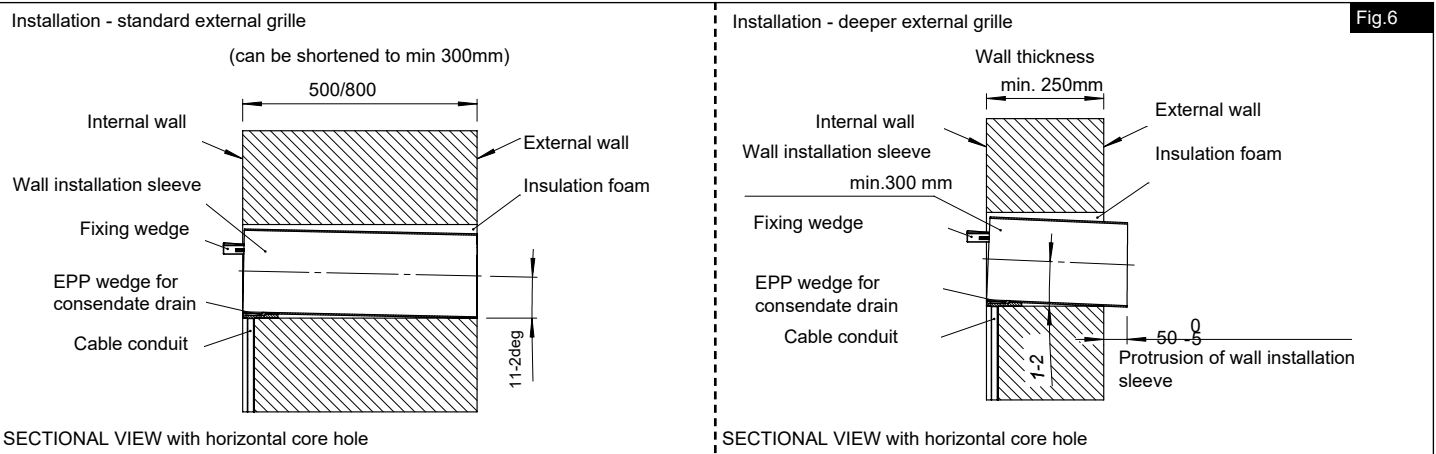 Installation - standard external grille
(can be shortened to min 300mm)
500/800
Internal wall
External wall
Wall installation sleeve
Insulation foam
Fixing wedge
EPP wedge for
consendate drain
Cable conduit
11-2deg
SECTIONAL VIEW with horizontal core hole
Installation - deeper external grille
Fig.6
Wall thickness
min. 250mm
External wall
Internal wall
Wall installation sleeve
Insulation foam
min.300 mm
Fixing wedge
EPP wedge for
consendate drain
Cable conduit
1-2
0
50 -5
Protrusion of wall installation
sleeve
SECTIONAL VIEW with horizontal core hole